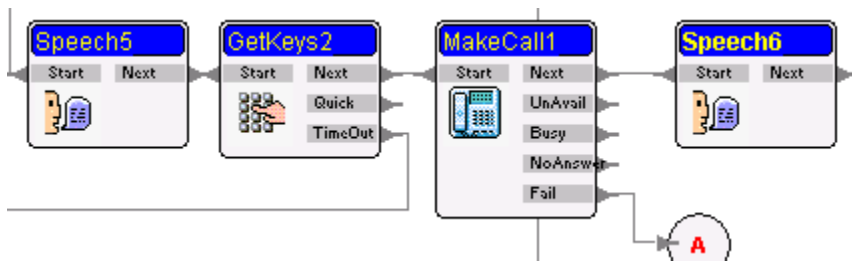 Speech5
Start Next
GetKeys2
Start Next
Quick
TimeOut
MakeCall1
Start Next
UnAvail
Busy
NoAnswer
Fail
Speech6
Start Next
A